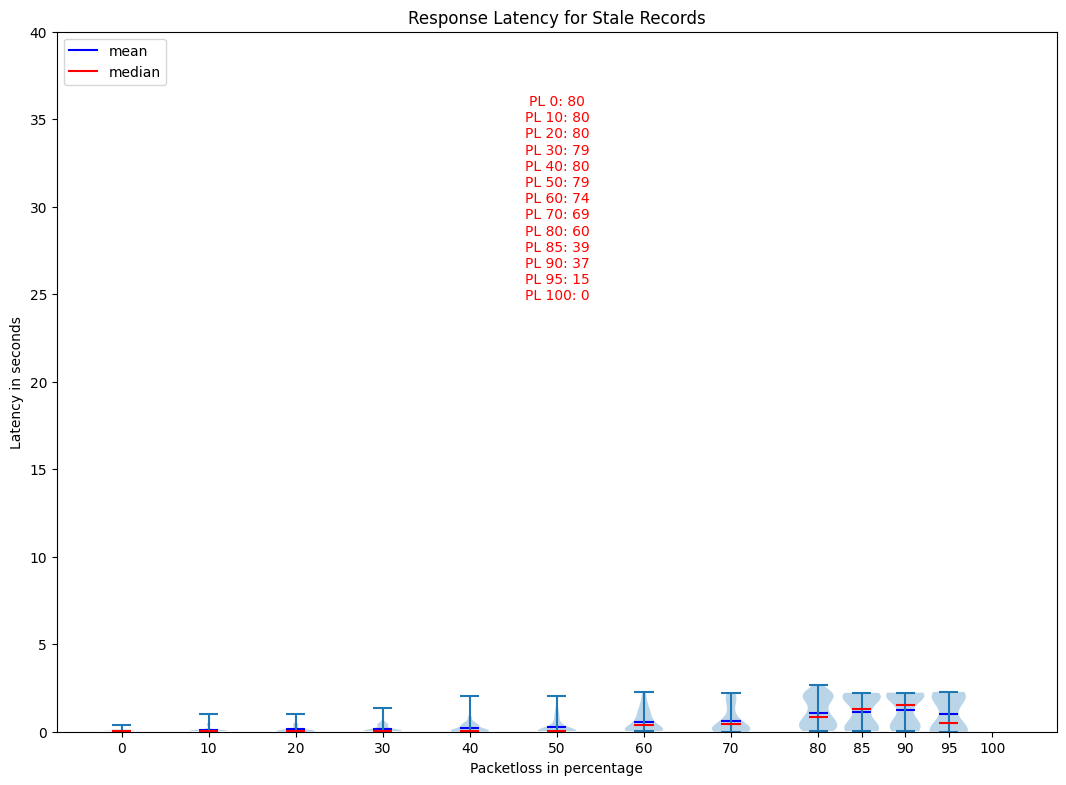 Response Latency for Stale Records
mean
median
PL 0: 80
PL 10: 80
PL 20: 80
PL 30: 79
PL 40: 80
PL 50: 79
PL 60: 74
PL 70: 69
PL 80: 60
PL 85: 39
PL 90: 37
PL 95: 15
PL 100: 0
Latency in seconds
40
35
30
25
20
15
10
5
0
0 10 20 30 40 50 60 70 80 85 90 95 100
Packetloss in percentage